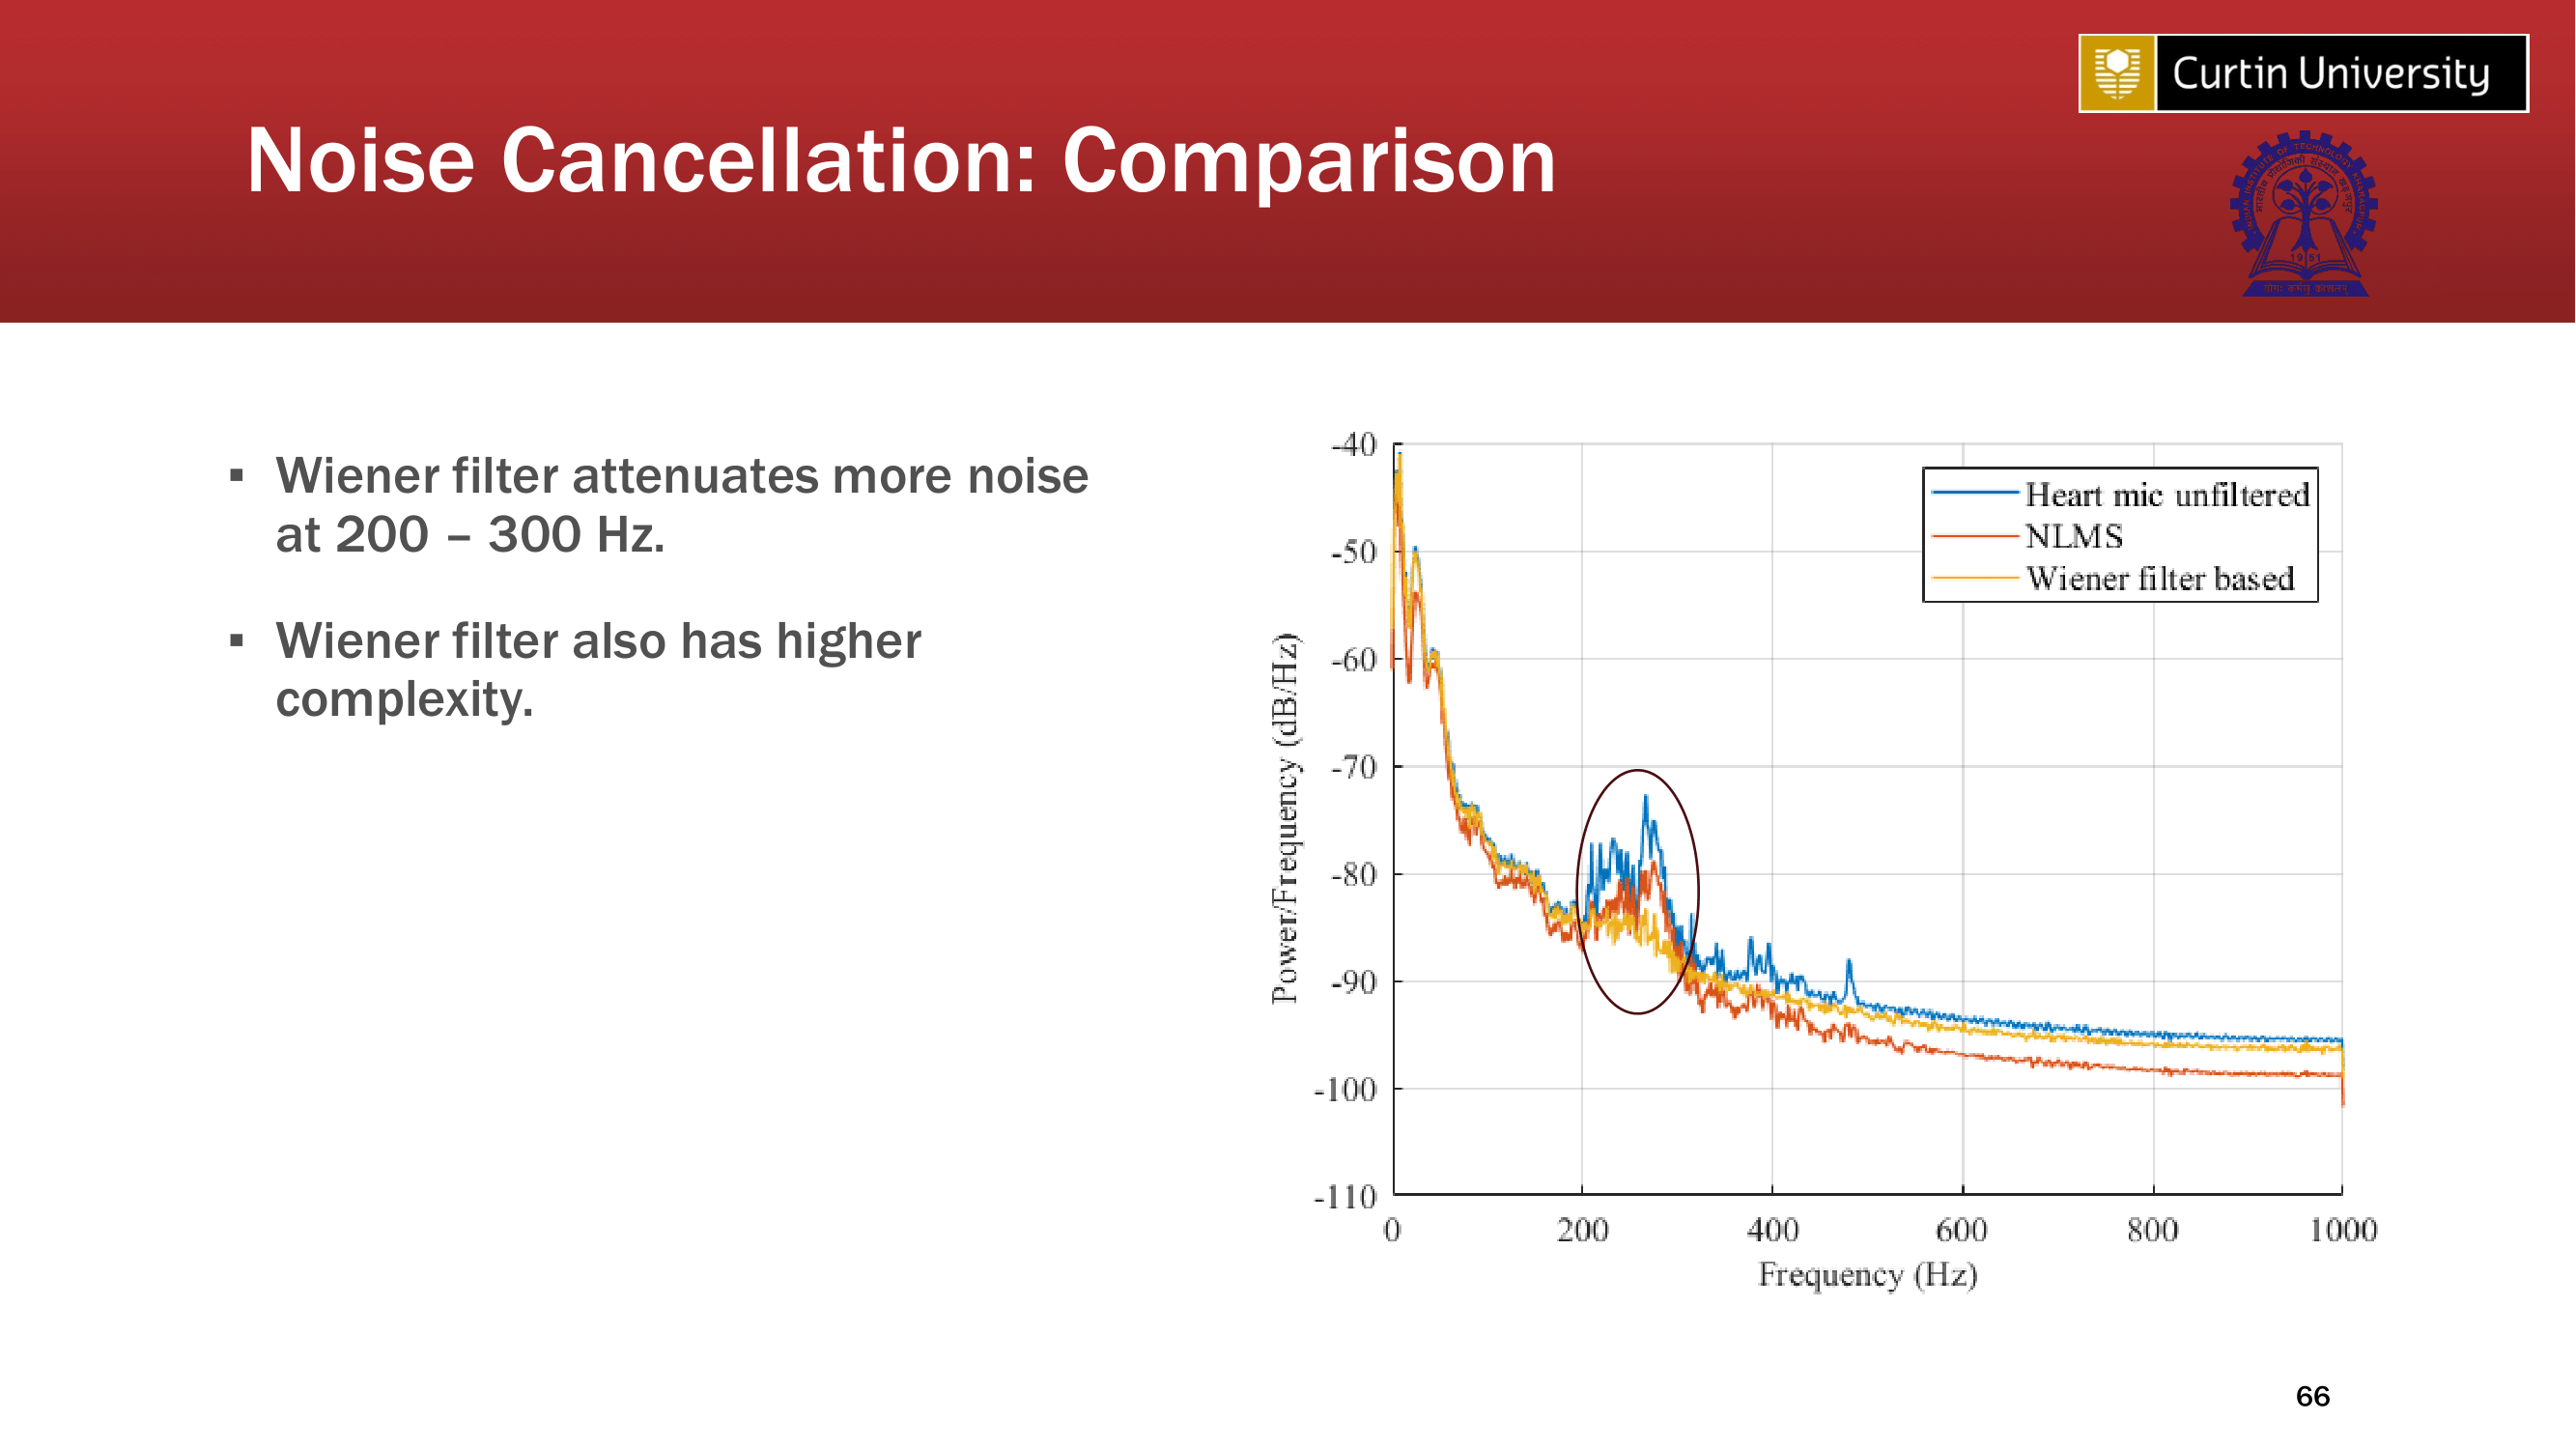 Curtin University
Noise Cancellation: Comparison
1951
▪ Wiener filter attenuates more noise
at 200 – 300 Hz.
▪ Wiener filter also has higher
complexity.
-40
-50
-60
-70
-80
-90
-100
-110
Power/Frequency (dB/Hz)
Heart mic unfiltered
NLMS
Wiener filter based
0 200 400 600 800 1000
Frequency (Hz)
66